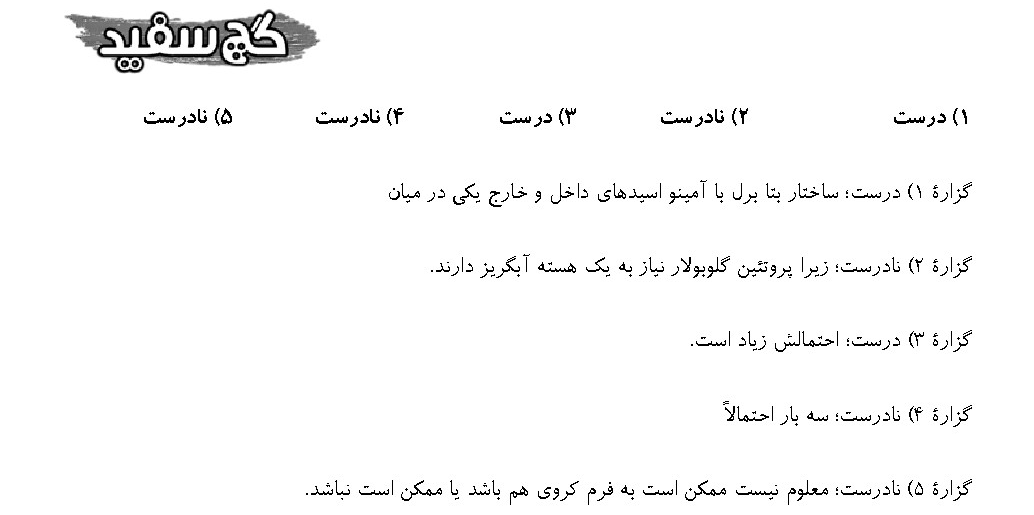 گچ سفید
۱) درست ۲) نادرست ۳) درست ۴) نادرست ۵) نادرست
گزارهٔ ۱) درست؛ ساختار بتا برل با آمینو اسیدهای داخل و خارج یکی در میان
گزارهٔ ۲) نادرست؛ زیرا پروتئین گلوبولار نیاز به یک هسته آبگریز دارند.
گزارهٔ ۳) درست؛ احتمالش زیاد است.
گزارهٔ ۴) نادرست؛ سه بار احتمالاً
گزارهٔ ۵) نادرست؛ معلوم نیست ممکن است به فرم کروی هم باشد یا ممکن است نباشد.